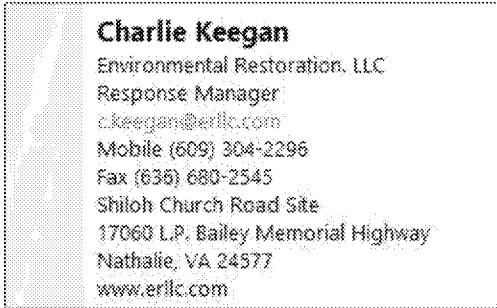 Charlie Keegan
Environmental Restoration, LLC
Response Manager
c.keegan@erllc.com
Mobile (609) 304-2296
Fax (636) 680-2545
Shiloh Church Road Site
17060 L.P. Bailey Memorial Highway
Nathalie, VA 24577
www.erllc.com